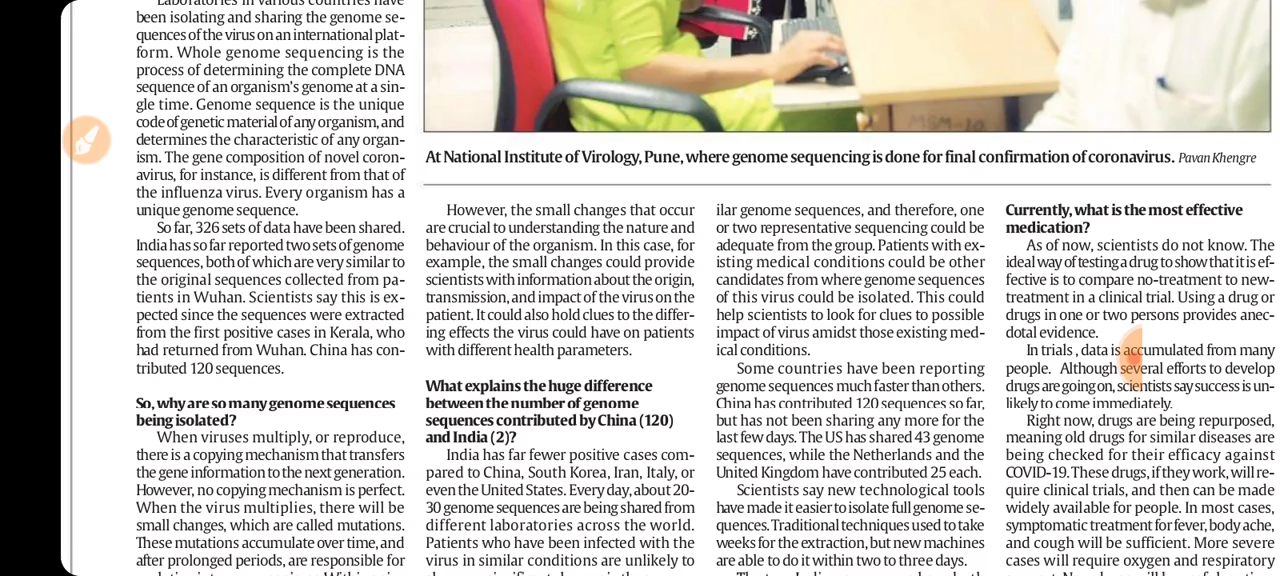 Laboratories in various countries have
been isolating and sharing the genome se-
quences of the virus on an international plat-
form. Whole genome sequencing is the
process of determining the complete DNA
sequence of an organism's genome at a sin-
gle time. Genome sequence is the unique
code of genetic material of any organism, and
determines the characteristic of any organ-
ism. The gene composition of novel coron-
avirus, for instance, is different from that of
the influenza virus. Every organism has a
unique genome sequence.
So far, 326 sets of data have been shared.
India has so far reported two sets of genome
sequences, both of which are very similar to
the original sequences collected from pa-
tients in Wuhan. Scientists say this is ex-
pected since the sequences were extracted
from the first positive cases in Kerala, who
had returned from Wuhan. China has con-
tributed 120 sequences.
So, why are so many genome sequences
being isolated?
When viruses multiply, or reproduce,
there is a copying mechanism that transfers
the gene information to the next generation.
However, no copying mechanism is perfect.
When the virus multiplies, there will be
small changes, which are called mutations.
These mutations accumulate over time, and
after prolonged periods, are responsible for
MSM-10
At National Institute of Virology, Pune, where genome sequencing is done for final confirmation of coronavirus. Pavan Khengre
However, the small changes that occur
are crucial to understanding the nature and
behaviour of the organism. In this case, for
example, the small changes could provide
scientists with information about the origin,
transmission, and impact of the virus on the
patient. It could also hold clues to the differ-
ing effects the virus could have on patients
with different health parameters.
What explains the huge difference
between the number of genome
sequences contributed by China (120)
and India (2)?
India has far fewer positive cases com-
pared to China, South Korea, Iran, Italy, or
even the United States. Every day, about 20-
30 genome sequences are being shared from
different laboratories across the world.
Patients who have been infected with the
virus in similar conditions are unlikely to
ilar genome sequences, and therefore, one
or two representative sequencing could be
adequate from the group. Patients with ex-
isting medical conditions could be other
candidates from where genome sequences
of this virus could be isolated. This could
help scientists to look for clues to possible
impact of virus amidst those existing med-
ical conditions.
Some countries have been reporting
genome sequences much faster than others.
China has contributed 120 sequences so far,
but has not been sharing any more for the
last few days. The US has shared 43 genome
sequences, while the Netherlands and the
United Kingdom have contributed 25 each.
Scientists say new technological tools
have made it easier to isolate full genome se-
quences. Traditional techniques used to take
weeks for the extraction, but new machines
are able to do it within two to three days.
Currently, what is the most effective
medication?
As of now, scientists do not know. The
ideal way of testing a drug to show that it is ef-
fective is to compare no-treatment to new-
treatment in a clinical trial. Using a drug or
drugs in one or two persons provides anec-
dotal evidence.
In trials , data is accumulated from many
people. Although several efforts to develop
drugs are going on, scientists say success is un-
likely to come immediately.
Right now, drugs are being repurposed,
meaning old drugs for similar diseases are
being checked for their efficacy against
COVID-19. These drugs, if they work, will re-
quire clinical trials, and then can be made
widely available for people. In most cases,
symptomatic treatment for fever, body ache,
and cough will be sufficient. More severe
cases will require oxygen and respiratory